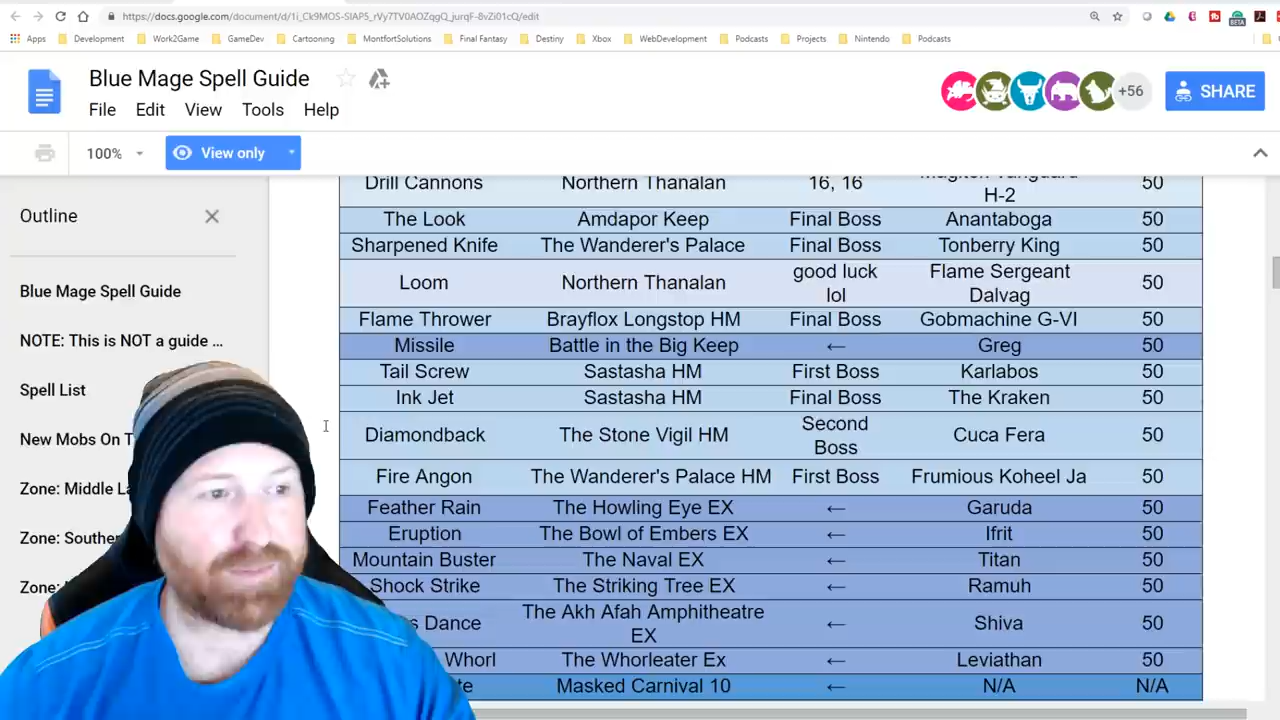 https://docs.google.com/document/d/1i_Ck9MOS-SIAP5_rVy7TV0AOZqgQ_jurqF-8vZi01cQ/edit
Apps Development Work2Game GameDev Cartooning MontfortSolutions Final Fantasy Destiny Xbox WebDevelopment Podcasts Projects Nintendo Podcasts
Blue Mage Spell Guide
File Edit View Tools Help
+56
SHARE
100%
View only
Outline
Blue Mage Spell Guide
NOTE: This is NOT a guide ...
Spell List
New Mobs On T
Zone: Middle La
Zone: Souther
Zone:
Drill Cannons Northern Thanalan 16, 16 H-2 50
The Look Amdapor Keep Final Boss Anantaboga 50
Sharpened Knife The Wanderer's Palace Final Boss Tonberry King 50
Loom Northern Thanalan good luck lol Flame Sergeant Dalvag 50
Flame Thrower Brayflox Longstop HM Final Boss Gobmachine G-VI 50
Missile Battle in the Big Keep ← Greg 50
Tail Screw Sastasha HM First Boss Karlabos 50
Ink Jet Sastasha HM Final Boss The Kraken 50
Diamondback The Stone Vigil HM Second Boss Cuca Fera 50
Fire Angon The Wanderer's Palace HM First Boss Frumious Koheel Ja 50
Feather Rain The Howling Eye EX ← Garuda 50
Eruption The Bowl of Embers EX ← Ifrit 50
Mountain Buster The Naval EX ← Titan 50
Shock Strike The Striking Tree EX ← Ramuh 50
s Dance The Akh Afah Amphitheatre EX ← Shiva 50
Whorl The Whorleater Ex ← Leviathan 50
te Masked Carnival 10 ← N/A N/A